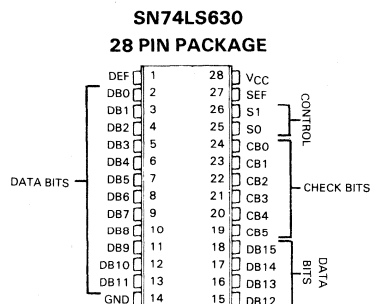 SN74LS630
28 PIN PACKAGE
DEF 1 28 VCC
DB0 2 27 SEF
DB1 3 26 S1
DB2 4 25 S0
CONTROL
DB3 5 24 CB0
DB4 6 23 CB1
DB5 7 22 CB2
DB6 8 21 CB3
DB7 9 20 CB4
DB8 10 19 CB5
DATA BITS
CHECK BITS
DB9 11 18 DB15
DB10 12 17 DB14
DB11 13 16 DB13
GND 14 15 DB12
DATA
BITS